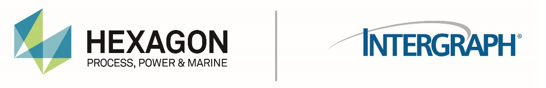 HEXAGON
PROCESS, POWER & MARINE
INTERGRAPH®